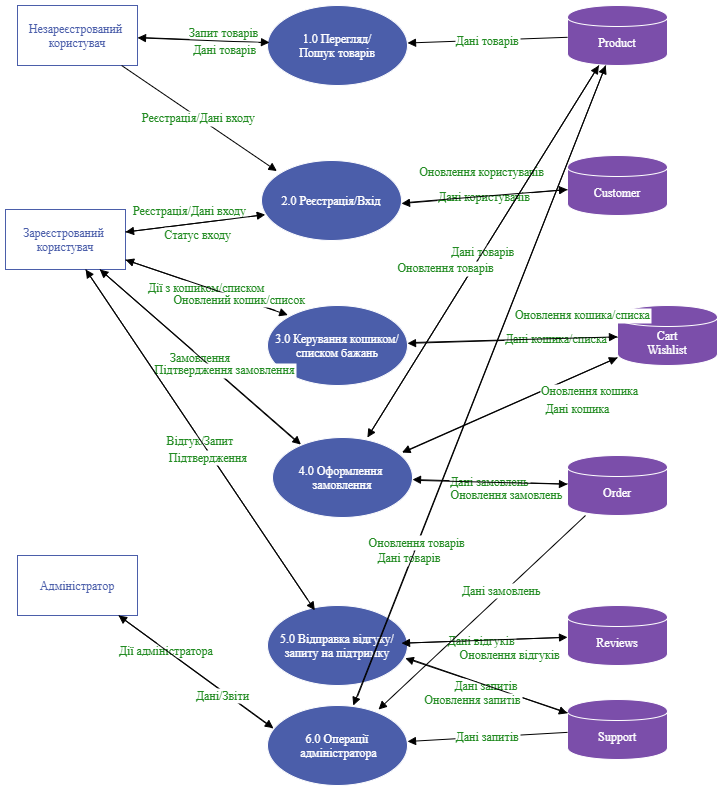 Незареєстрований
користувач
Запит товарів
Дані товарів
1.0 Перегляд/
Пошук товарів
Дані товарів
Product
Реєстрація/Дані входу
2.0 Реєстрація/Вхід
Оновлення користувачів
Дані користувачів
Customer
Зареєстрований
користувач
Реєстрація/Дані входу
Статус входу
Дані товарів
Оновлення товарів
Дії з кошиком/списком
Оновлений кошик/список
3.0 Керування кошиком/
списком бажань
Оновлення кошика/списка
Дані кошика/списка
Cart
Wishlist
Замовлення
Підтвердження замовлення
Оновлення кошика
Дані кошика
Відгук/Запит
Підтвердження
4.0 Оформлення
замовлення
Дані замовлень
Оновлення замовлень
Order
Оновлення товарів
Дані товарів
Адміністратор
Дані замовлень
5.0 Відправка відгуку/
запиту на підтримку
Дані відгуків
Оновлення відгуків
Reviews
Дії адміністратора
Дані/Звіти
Дані запитів
Оновлення запитів
6.0 Операції
адміністратора
Дані запитів
Support